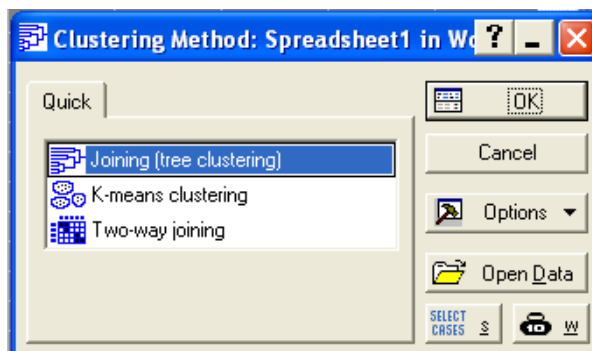 Clustering Method: Spreadsheet1 in Wo
?
Quick
Joining (tree clustering)
K-means clustering
Two-way joining
OK
Cancel
Options
Open Data
SELECT
CASES
S
10
W